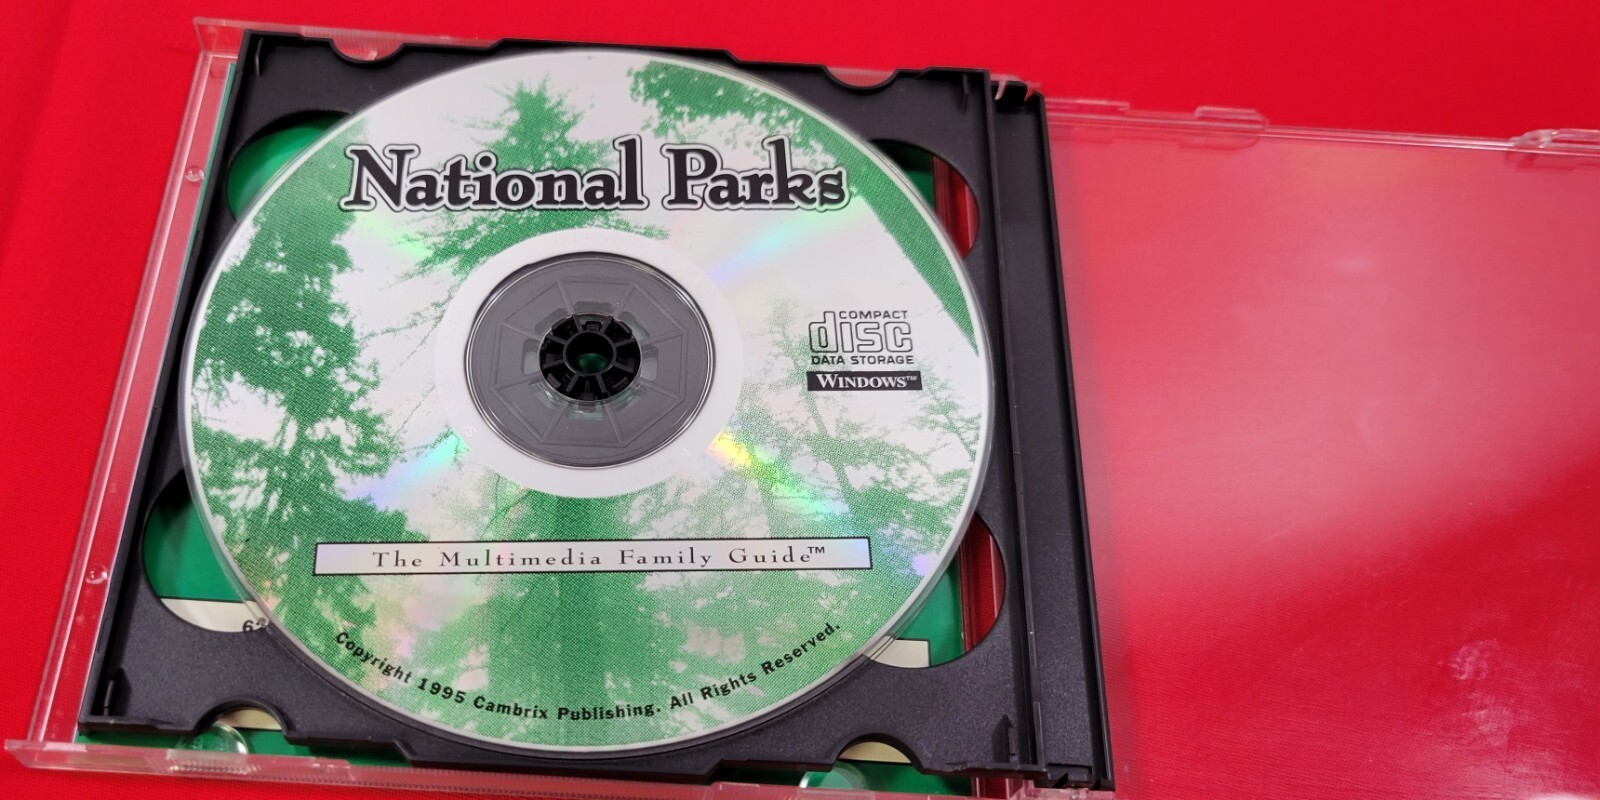 National Parks
COMPACT
disc
DATA STORAGE
WINDOWS™
The Multimedia Family Guide™
Copyright 1995 Cambrix Publishing. All Rights Reserved.